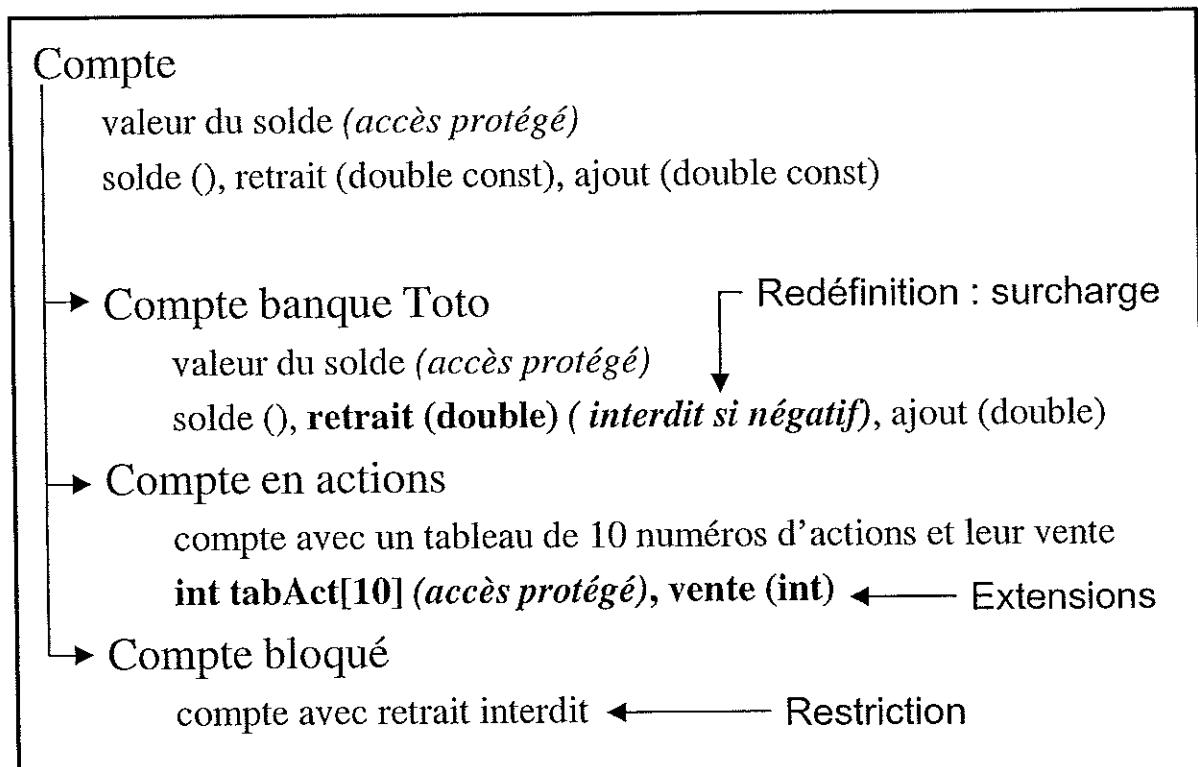 Compte
valeur du solde (accès protégé)
solde (), retrait (double const), ajout (double const)
Compte banque Toto
Redéfinition : surcharge
valeur du solde (accès protégé)
solde (), retrait (double) ( interdit si négatif), ajout (double)
Compte en actions
compte avec un tableau de 10 numéros d'actions et leur vente
int tabAct[10] (accès protégé), vente (int)
Extensions
Compte bloqué
compte avec retrait interdit
Restriction